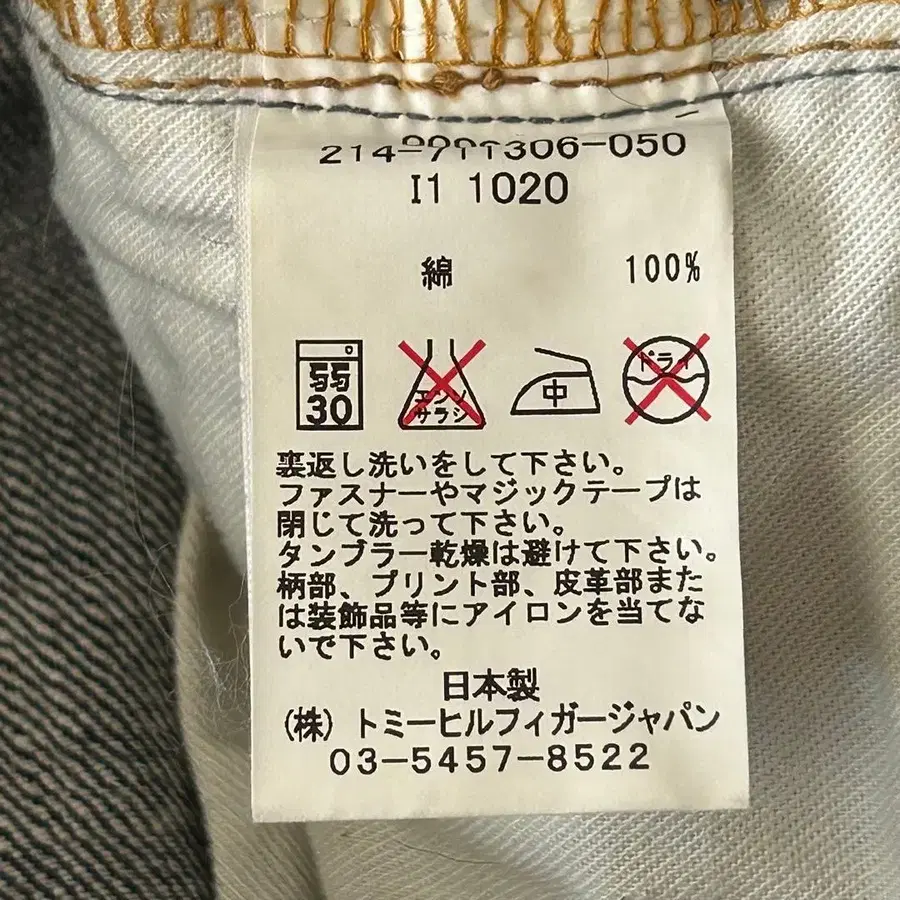 214-711306-050
I1 1020
綿 100%
弱 30 エンソサラシ 中 ドライ
裏返し洗いをして下さい。
ファスナーやマジックテープは
閉じて洗って下さい。
タンブラー乾燥は避けて下さい。
柄部、プリント部、皮革部また
は装飾品等にアイロンを当てな
いで下さい。
日本製
(株) トミーヒルフィガージャパン
03-5457-8522